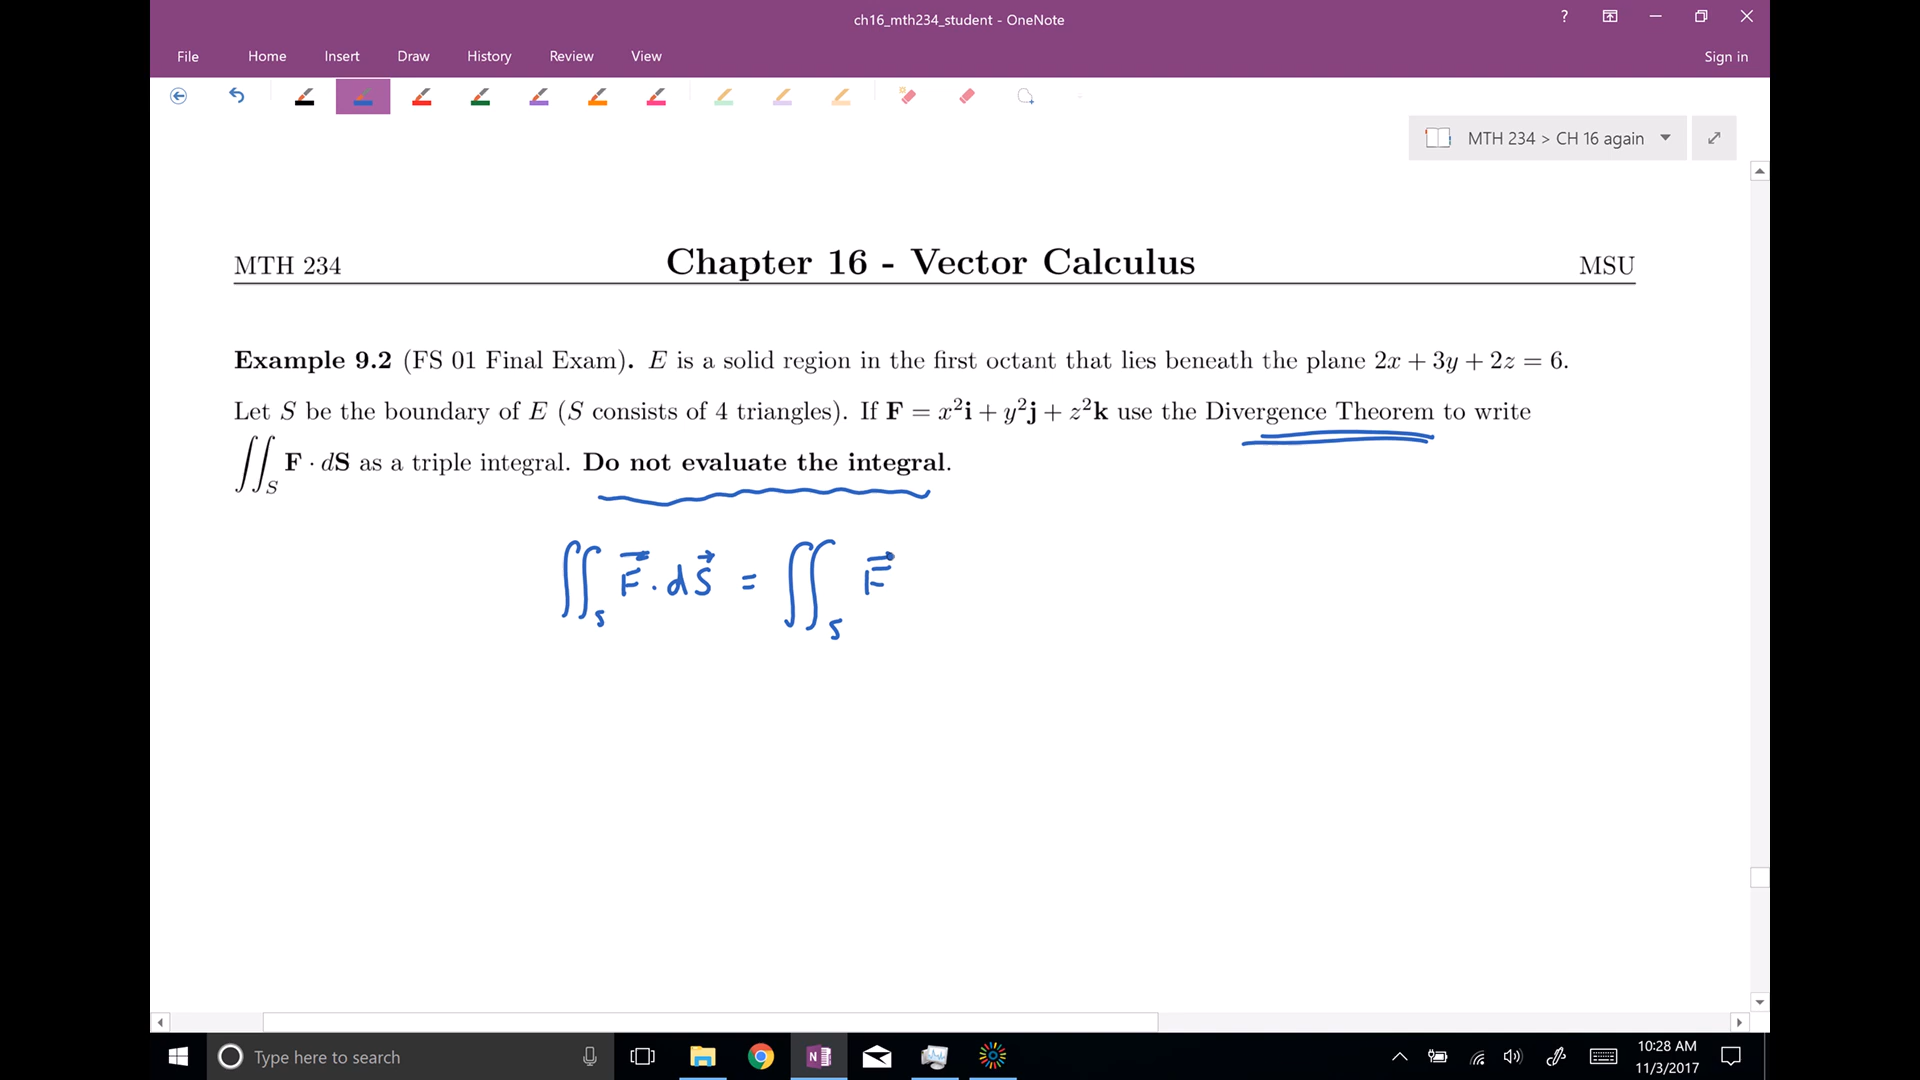 ch16_mth234_student - OneNote
?
File Home Insert Draw History Review View Sign in
MTH 234 > CH 16 again
MTH 234 Chapter 16 - Vector Calculus MSU
Example 9.2 (FS 01 Final Exam). E is a solid region in the first octant that lies beneath the plane 2x + 3y + 2z = 6.
Let S be the boundary of E (S consists of 4 triangles). If F = x²i + y²j + z²k use the Divergence Theorem to write
∬_S F · dS as a triple integral. Do not evaluate the integral.
∬_S F⃗ · dS⃗ = ∬_S F⃗
Type here to search
N
10:28 AM
11/3/2017